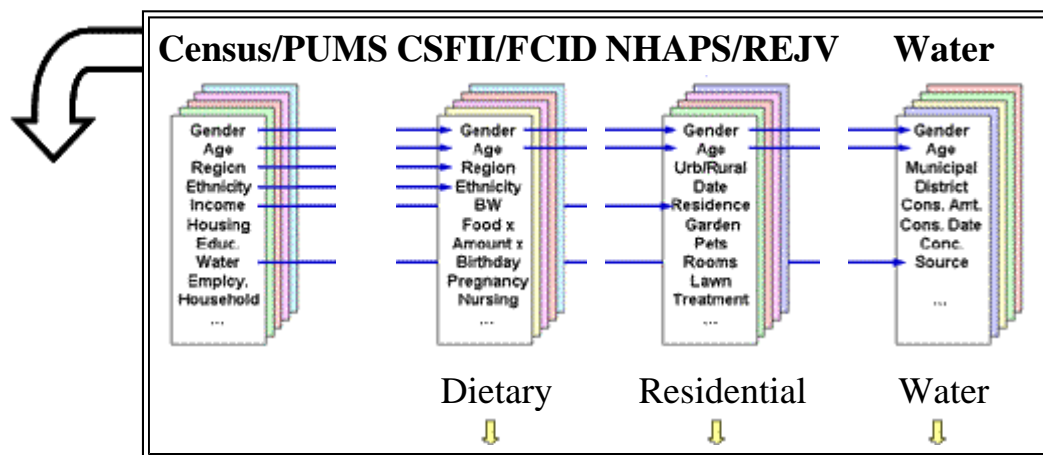 Census/PUMS CSFII/FCID NHAPS/REJV Water
Gender
Age
Region
Ethnicity
Income
Housing
Educ.
Water
Employ.
Household
...
Gender
Age
Region
Ethnicity
BW
Food x
Amount x
Birthday
Pregnancy
Nursing
...
Gender
Age
Urb/Rural
Date
Residence
Garden
Pets
Rooms
Lawn
Treatment
...
Gender
Age
Municipal
District
Cons. Amt.
Cons. Date
Conc.
Source
...
Dietary Residential Water